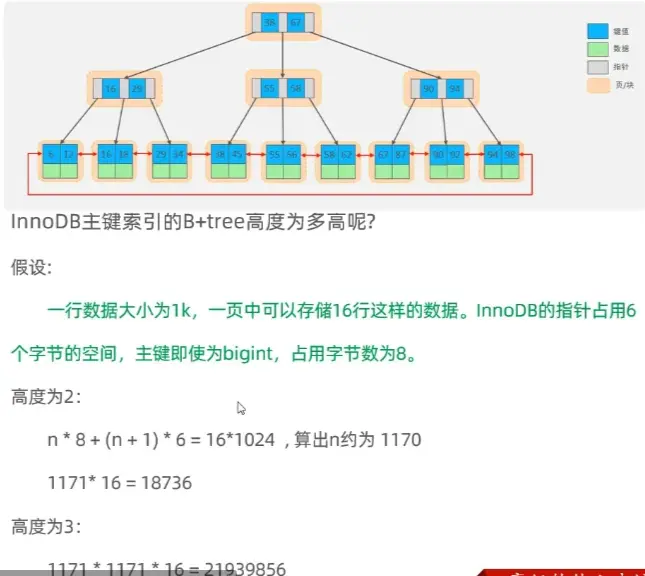 38 67
键值
数据
指针
页/块
16 29
55 58
90 94
6 12 16 18 29 34 38 45 55 56 58 62 67 87 90 92 94 98
InnoDB主键索引的B+tree高度为多高呢?
假设:
一行数据大小为1k，一页中可以存储16行这样的数据。InnoDB的指针占用6
个字节的空间，主键即使为bigint，占用字节数为8。
高度为2:
n * 8 + (n + 1) * 6 = 16*1024 , 算出n约为 1170
1171* 16 = 18736
高度为3:
1171 * 1171 * 16 = 21939856